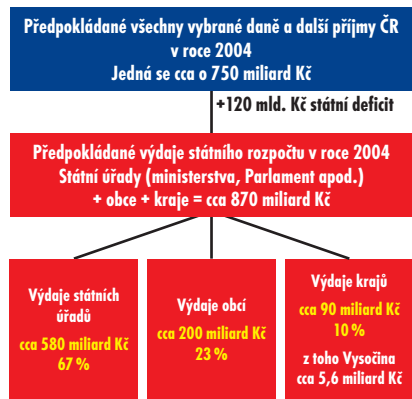 Předpokládané všechny vybrané daně a další příjmy ČR
v roce 2004
Jedná se cca o 750 miliard Kč
+120 mld. Kč státní deficit
Předpokládané výdaje státního rozpočtu v roce 2004
Státní úřady (ministerstva, Parlament apod.)
+ obce + kraje = cca 870 miliard Kč
Výdaje státních
úřadů
cca 580 miliard Kč
67 %
Výdaje obcí
cca 200 miliard Kč
23 %
Výdaje krajů
cca 90 miliard Kč
10 %
z toho Vysočina
cca 5,6 miliard Kč